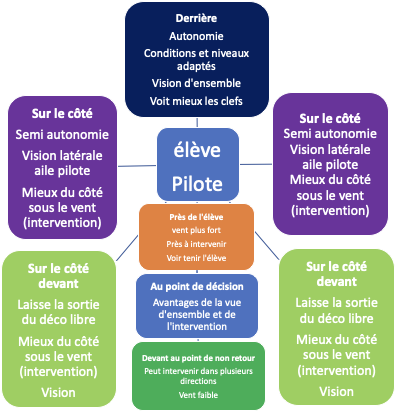 Derrière
Autonomie
Conditions et niveaux
adaptés
Vision d'ensemble
Voit mieux les clefs
Sur le côté
Semi autonomie
Vision latérale
aile pilote
Mieux du côté
sous le vent
(intervention)
élève
Pilote
Sur le côté
Semi autonomie
Vision latérale
aile pilote
Mieux du côté
sous le vent
(intervention)
Près de l'élève
vent plus fort
Près à intervenir
Voir tenir l'élève
Sur le côté
devant
Laisse la sortie
du déco libre
Mieux du côté
sous le vent
(intervention)
Vision
Au point de décision
Avantages de la vue
d'ensemble et de
l'intervention
Sur le côté
devant
Laisse la sortie
du déco libre
Mieux du côté
sous le vent
(intervention)
Vision
Devant au point de non retour
Peut intervenir dans plusieurs
directions
Vent faible